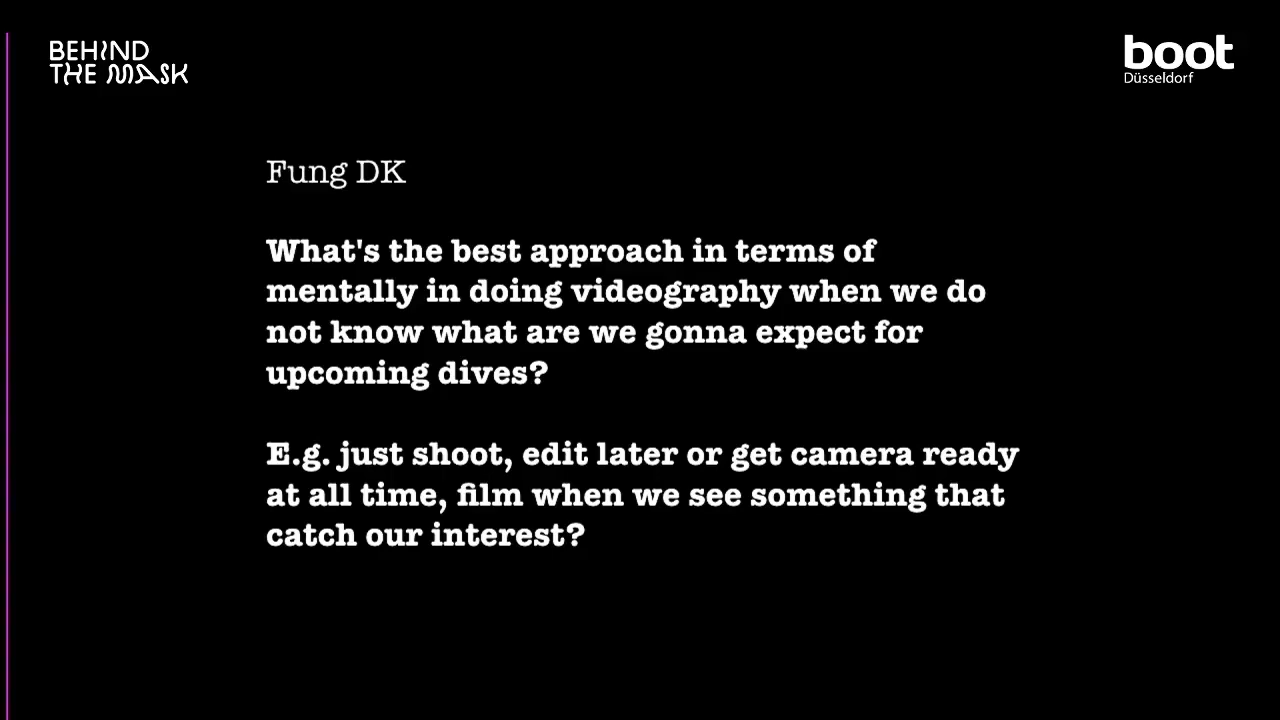 BEHIND
THE MASK
boot
Düsseldorf
Fung DK
What's the best approach in terms of
mentally in doing videography when we do
not know what are we gonna expect for
upcoming dives?
E.g. just shoot, edit later or get camera ready
at all time, film when we see something that
catch our interest?